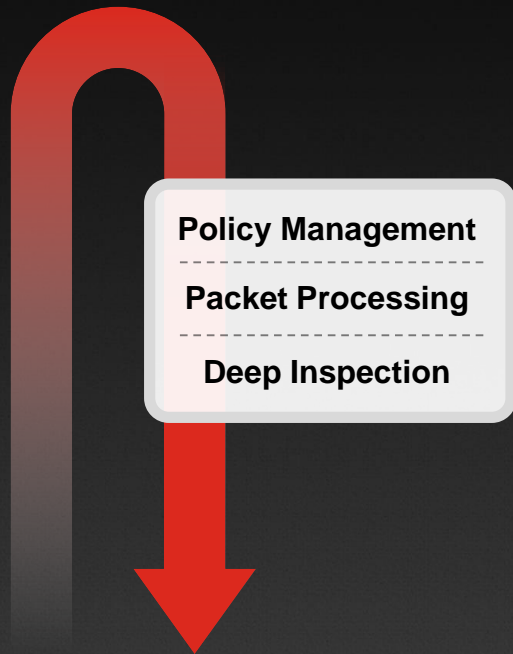 Policy Management
Packet Processing
Deep Inspection